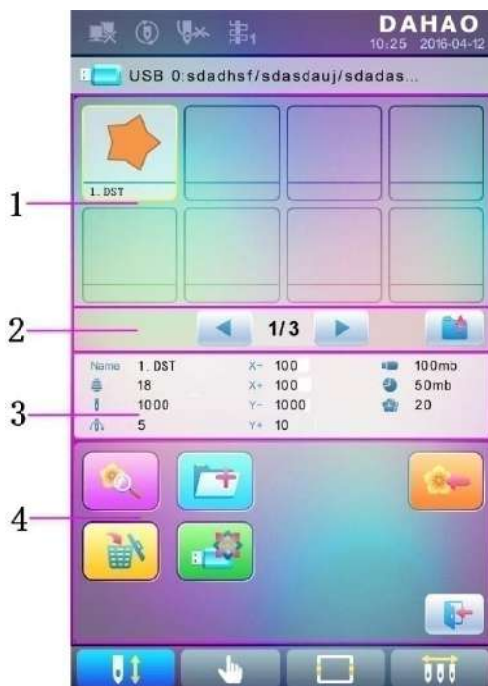 DAHAO
1
10:25 2016-04-12
USB 0:sdadhsf/sdasdauj/sdadas...
1. DST
1
2
1/3
Name 1. DST X- 100 100mb
18 X+ 100 50mb
3
1000 Y- 1000 20
5 Y+ 10
4